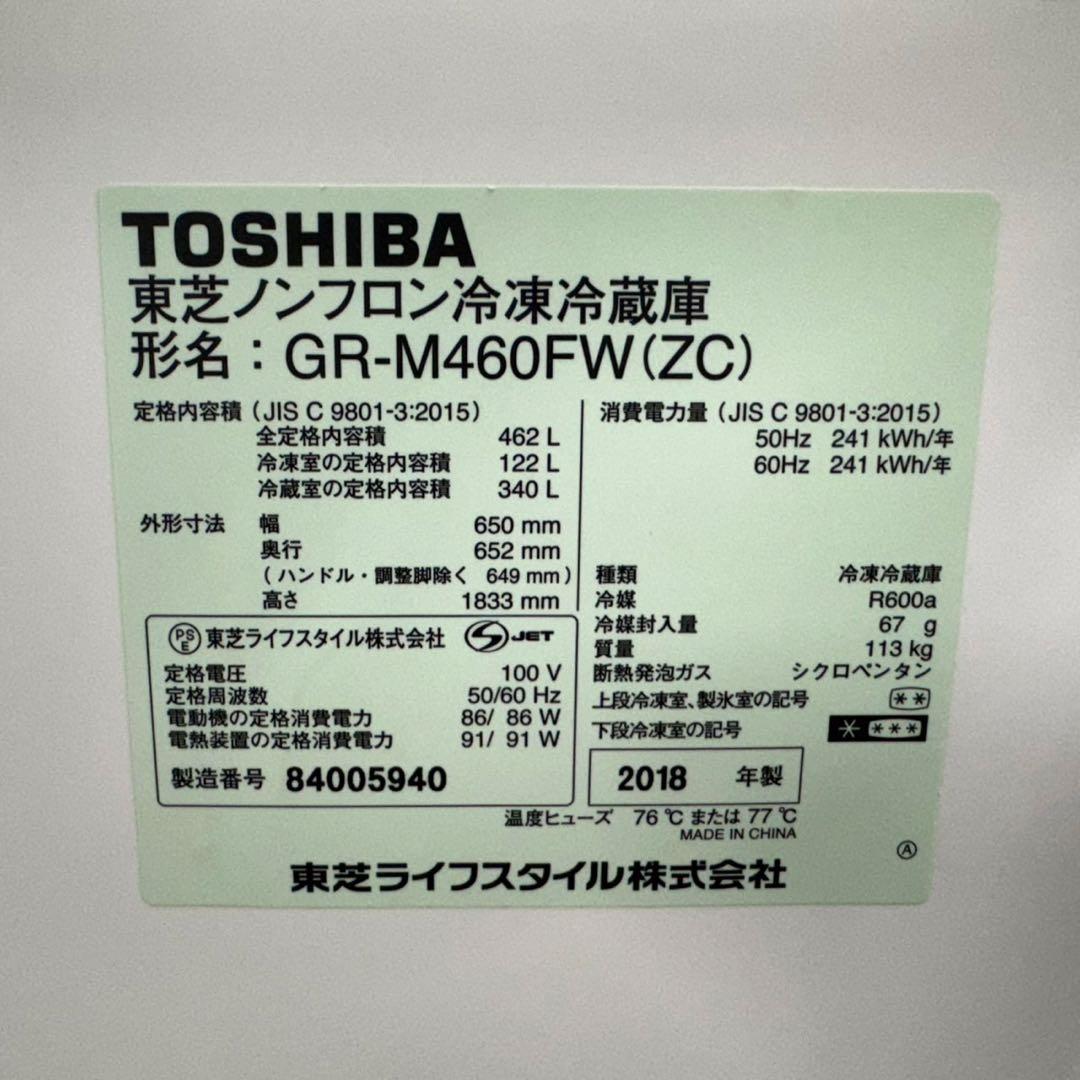 TOSHIBA
東芝ノンフロン冷凍冷蔵庫
形名：GR-M460FW(ZC)
定格内容積（JIS C 9801-3:2015）
全定格内容積 462 L
冷凍室の定格内容積 122 L
冷蔵室の定格内容積 340 L
外形寸法 幅 650 mm
奥行 652 mm
（ハンドル・調整脚除く 649 mm）
高さ 1833 mm
消費電力量（JIS C 9801-3:2015）
50Hz 241 kWh/年
60Hz 241 kWh/年
種類 冷凍冷蔵庫
冷媒 R600a
冷媒封入量 67 g
質量 113 kg
断熱発泡ガス シクロペンタン
上段冷凍室、製氷室の記号 **
下段冷凍室の記号 * ***
PSE 東芝ライフスタイル株式会社 S JET
定格電圧 100 V
定格周波数 50/60 Hz
電動機の定格消費電力 86/ 86 W
電熱装置の定格消費電力 91/ 91 W
製造番号 84005940
2018 年製
温度ヒューズ 76 ℃ または 77 ℃
MADE IN CHINA
Ⓐ
東芝ライフスタイル株式会社